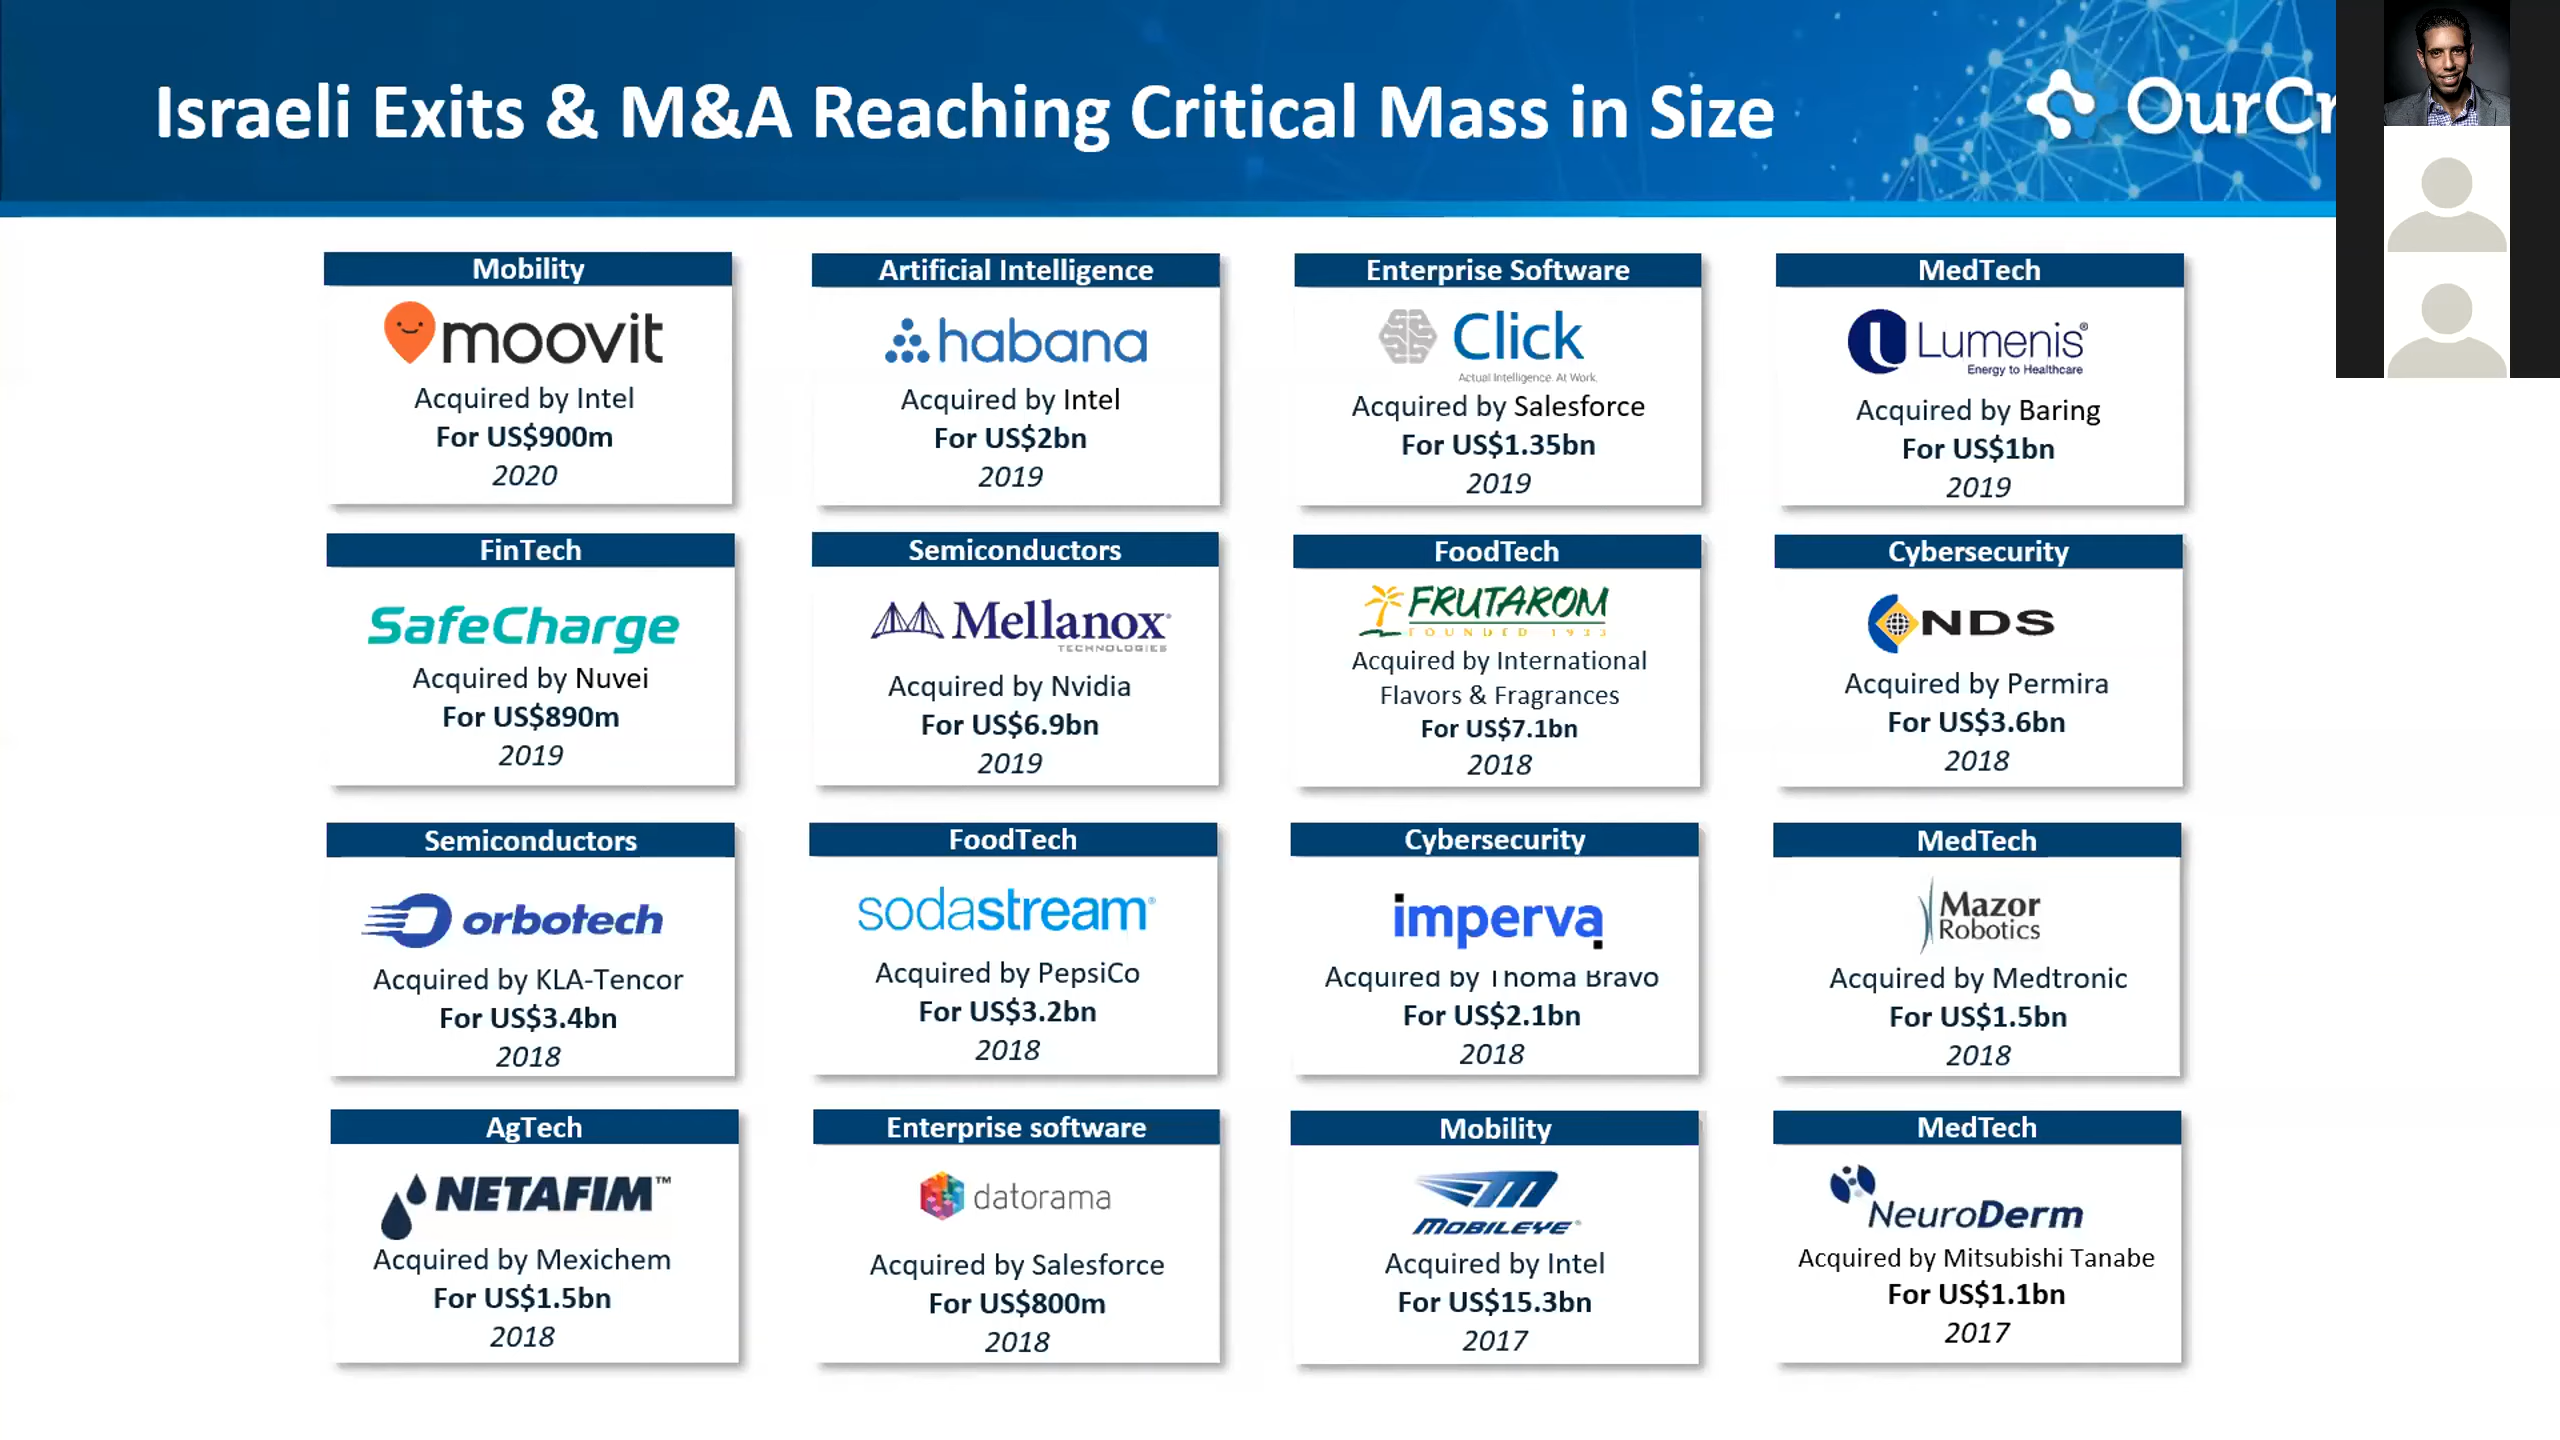 Israeli Exits & M&A Reaching Critical Mass in Size
OurCr
Mobility
moovit
Acquired by Intel
For US$900m
2020
Artificial Intelligence
habana
Acquired by Intel
For US$2bn
2019
Enterprise Software
Click
Actual Intelligence. At Work.
Acquired by Salesforce
For US$1.35bn
2019
MedTech
Lumenis®
Energy to Healthcare
Acquired by Baring
For US$1bn
2019
FinTech
SafeCharge
Acquired by Nuvei
For US$890m
2019
Semiconductors
Mellanox
TECHNOLOGIES
Acquired by Nvidia
For US$6.9bn
2019
FoodTech
FRUTAROM
FOUNDED 1933
Acquired by International
Flavors & Fragrances
For US$7.1bn
2018
Cybersecurity
NDS
Acquired by Permira
For US$3.6bn
2018
Semiconductors
orbotech
Acquired by KLA-Tencor
For US$3.4bn
2018
FoodTech
sodastream®
Acquired by PepsiCo
For US$3.2bn
2018
Cybersecurity
imperva
Acquired by Thoma Bravo
For US$2.1bn
2018
MedTech
Mazor
Robotics
Acquired by Medtronic
For US$1.5bn
2018
AgTech
NETAFIM™
Acquired by Mexichem
For US$1.5bn
2018
Enterprise software
datorama
Acquired by Salesforce
For US$800m
2018
Mobility
MOBILEYE®
Acquired by Intel
For US$15.3bn
2017
MedTech
NeuroDerm
Acquired by Mitsubishi Tanabe
For US$1.1bn
2017